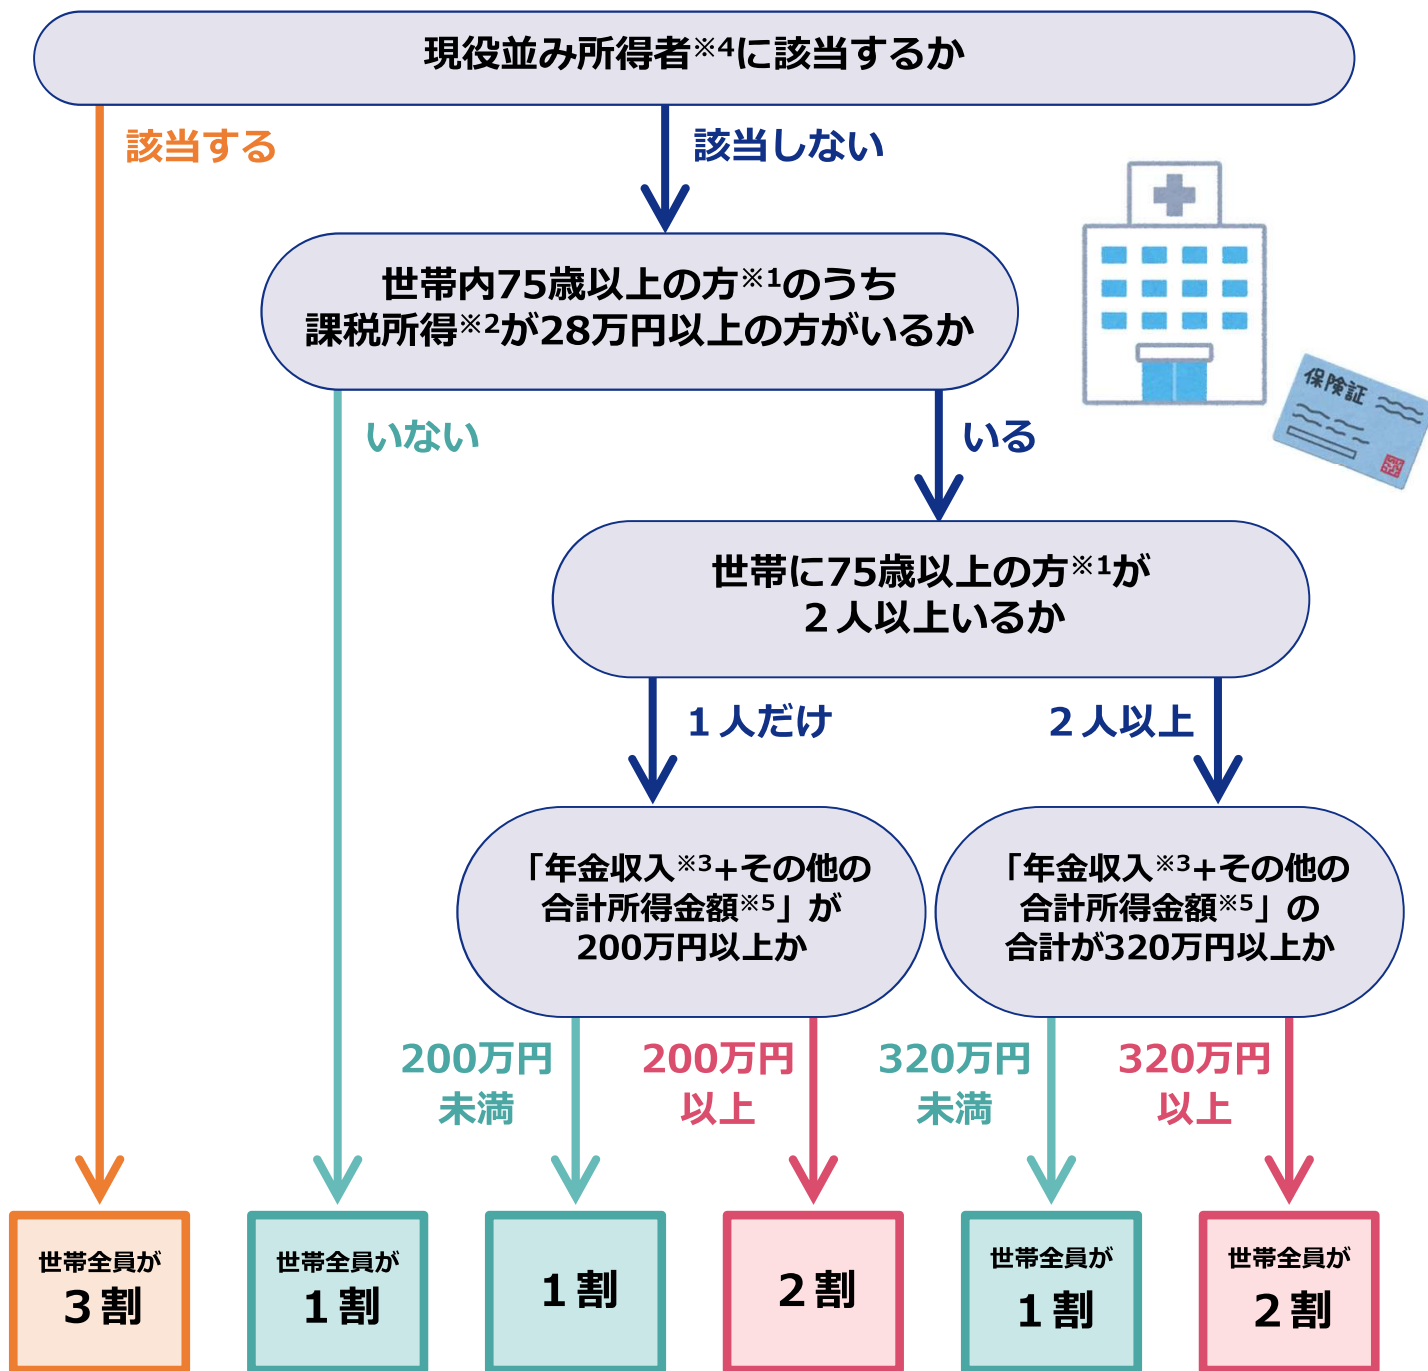 現役並み所得者※4に該当するか
該当する
該当しない
世帯内75歳以上の方※1のうち
課税所得※2が28万円以上の方がいるか
保険証
いない
いる
世帯に75歳以上の方※1が
２人以上いるか
１人だけ
２人以上
「年金収入※3+その他の
合計所得金額※5」が
200万円以上か
「年金収入※3+その他の
合計所得金額※5」の
合計が320万円以上か
200万円
未満
200万円
以上
320万円
未満
320万円
以上
世帯全員が
３割
世帯全員が
１割
１割
２割
世帯全員が
１割
世帯全員が
２割